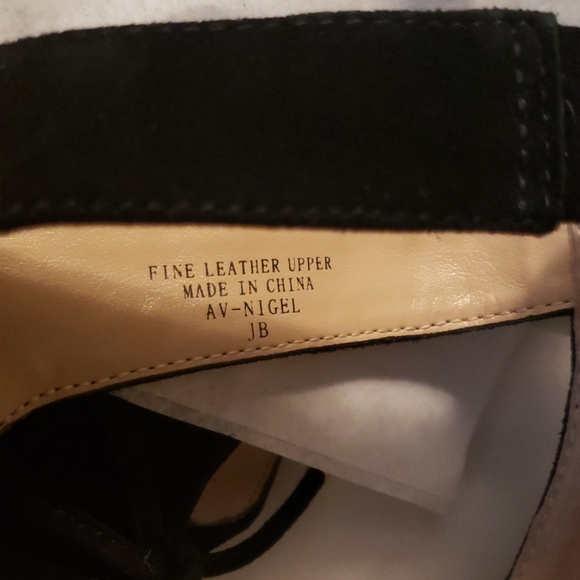 FINE LEATHER UPPER
MADE IN CHINA
AV-NIGEL
JB